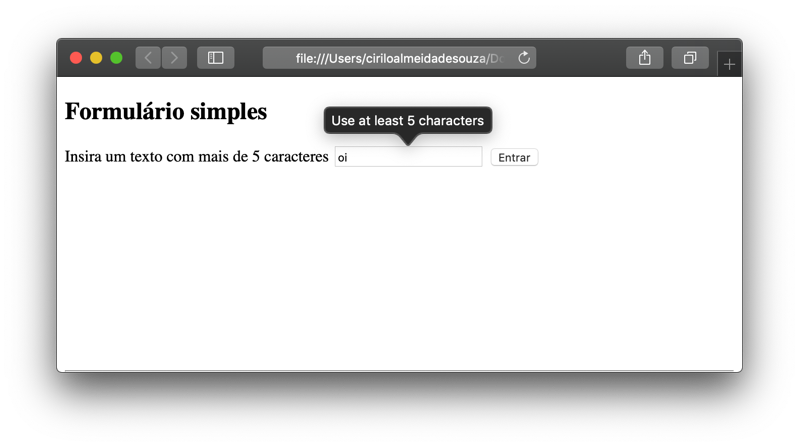 file:///Users/ciriloalmeidadesouza/Do
Formulário simples
Use at least 5 characters
Insira um texto com mais de 5 caracteres oi Entrar